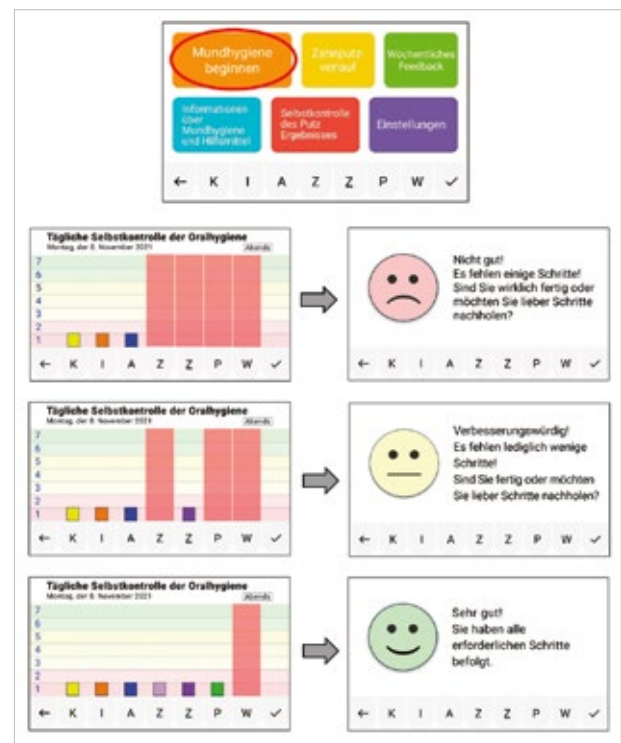 Mundhygiene
beginnen
Zahnputz
verlauf
Wöchentliches
Feedback
Informationen
über
Mundhygiene
und Hilfsmittel
Selbstkontrolle
des Putz
Ergebnisses
Einstellungen
← K I A Z Z P W ✓
Tägliche Selbstkontrolle der Oralhygiene
Montag, der 8. November 2021
Abends
7
6
5
4
3
2
1
← K I A Z Z P W ✓
Nicht gut!
Es fehlen einige Schritte!
Sind Sie wirklich fertig oder
möchten Sie lieber Schritte
nachholen?
← K I A Z Z P W ✓
Tägliche Selbstkontrolle der Oralhygiene
Montag, der 8. November 2021
Abends
7
6
5
4
3
2
1
← K I A Z Z P W ✓
Verbesserungswürdig!
Es fehlen lediglich wenige
Schritte!
Sind Sie fertig oder möchten
Sie lieber Schritte nachholen?
← K I A Z Z P W ✓
Tägliche Selbstkontrolle der Oralhygiene
Montag, der 8. November 2021
Abends
7
6
5
4
3
2
1
← K I A Z Z P W ✓
Sehr gut!
Sie haben alle
erforderlichen Schritte
befolgt.
← K I A Z Z P W ✓